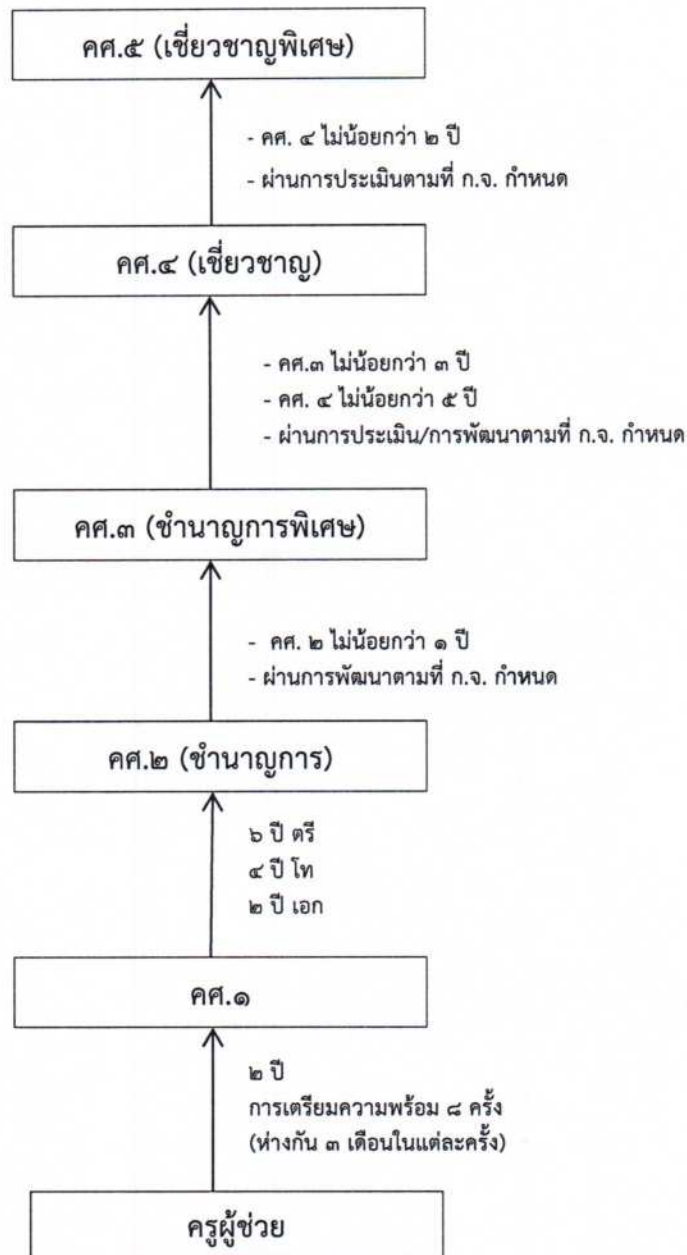 คศ.๕ (เชี่ยวชาญพิเศษ)
- คศ. ๔ ไม่น้อยกว่า ๒ ปี
- ผ่านการประเมินตามที่ ก.จ. กำหนด
คศ.๔ (เชี่ยวชาญ)
- คศ.๓ ไม่น้อยกว่า ๓ ปี
- คศ. ๔ ไม่น้อยกว่า ๕ ปี
- ผ่านการประเมิน/การพัฒนาตามที่ ก.จ. กำหนด
คศ.๓ (ชำนาญการพิเศษ)
- คศ. ๒ ไม่น้อยกว่า ๑ ปี
- ผ่านการพัฒนาตามที่ ก.จ. กำหนด
คศ.๒ (ชำนาญการ)
๖ ปี ตรี
๔ ปี โท
๒ ปี เอก
คศ.๑
๒ ปี
การเตรียมความพร้อม ๘ ครั้ง
(ห่างกัน ๓ เดือนในแต่ละครั้ง)
ครูผู้ช่วย